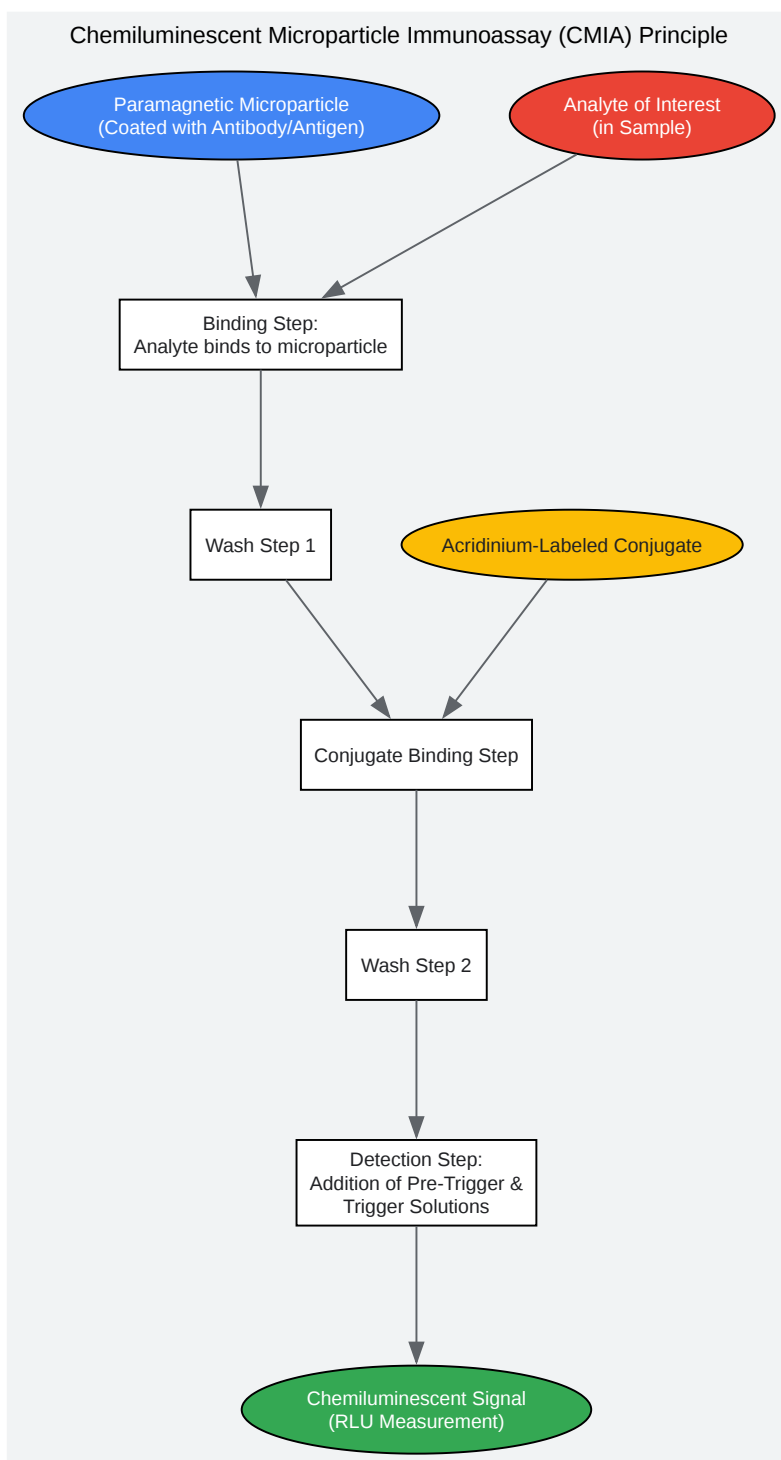 Chemiluminescent Microparticle Immunoassay (CMIA) Principle
Paramagnetic Microparticle
(Coated with Antibody/Antigen)
Analyte of Interest
(in Sample)
Binding Step:
Analyte binds to microparticle
Wash Step 1
Acridinium-Labeled Conjugate
Conjugate Binding Step
Wash Step 2
Detection Step:
Addition of Pre-Trigger &
Trigger Solutions
Chemiluminescent Signal
(RLU Measurement)